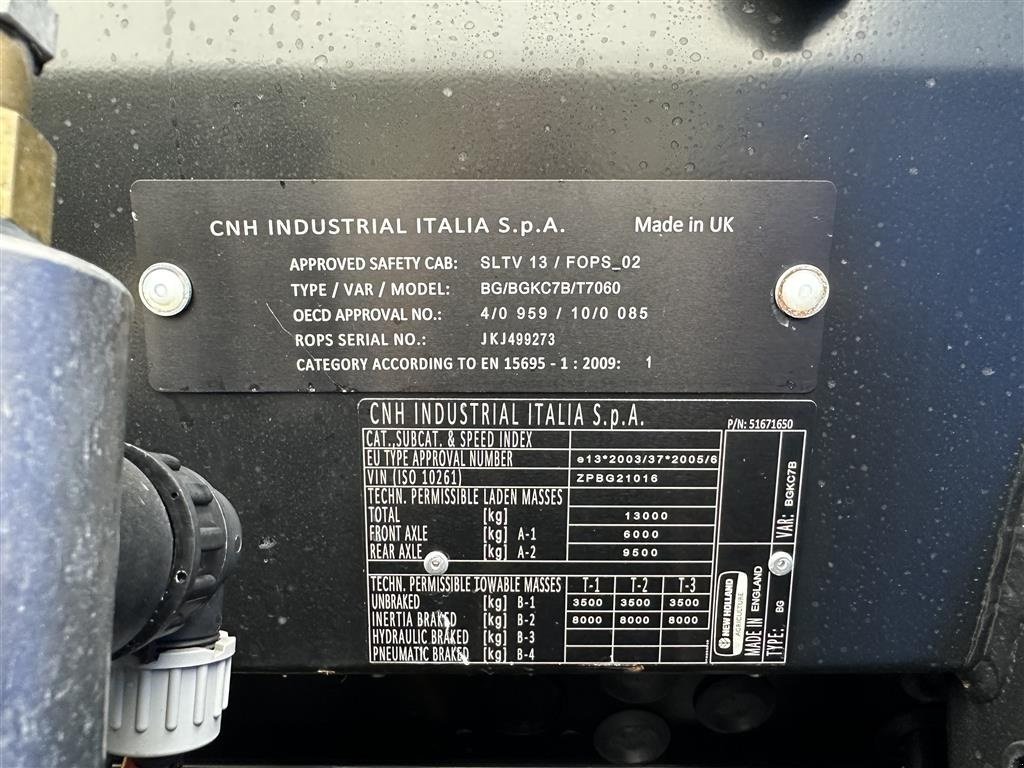 CNH INDUSTRIAL ITALIA S.p.A. Made in UK
APPROVED SAFETY CAB: SLTV 13 / FOPS_02
TYPE / VAR / MODEL: BG/BGKC7B/T7060
OECD APPROVAL NO.: 4/0 959 / 10/0 085
ROPS SERIAL NO.: JKJ499273
CATEGORY ACCORDING TO EN 15695 - 1 : 2009: 1
CNH INDUSTRIAL ITALIA S.p.A. P/N: 51671650
CAT.,SUBCAT. & SPEED INDEX
EU TYPE APPROVAL NUMBER e13*2003/37*2005/6
VIN (ISO 10261) ZPBG21016
TECHN. PERMISSIBLE LADEN MASSES
TOTAL [kg] 13000
FRONT AXLE [kg] A-1 6000
REAR AXLE [kg] A-2 9500
TECHN. PERMISSIBLE TOWABLE MASSES T-1 T-2 T-3
UNBRAKED [kg] B-1 3500 3500 3500
INERTIA BRAKED [kg] B-2 8000 8000 8000
HYDRAULIC BRAKED [kg] B-3
PNEUMATIC BRAKED [kg] B-4
NEW HOLLAND
AGRICULTURE
MADE IN ENGLAND
TYPE: BG
VAR: BGKC7B